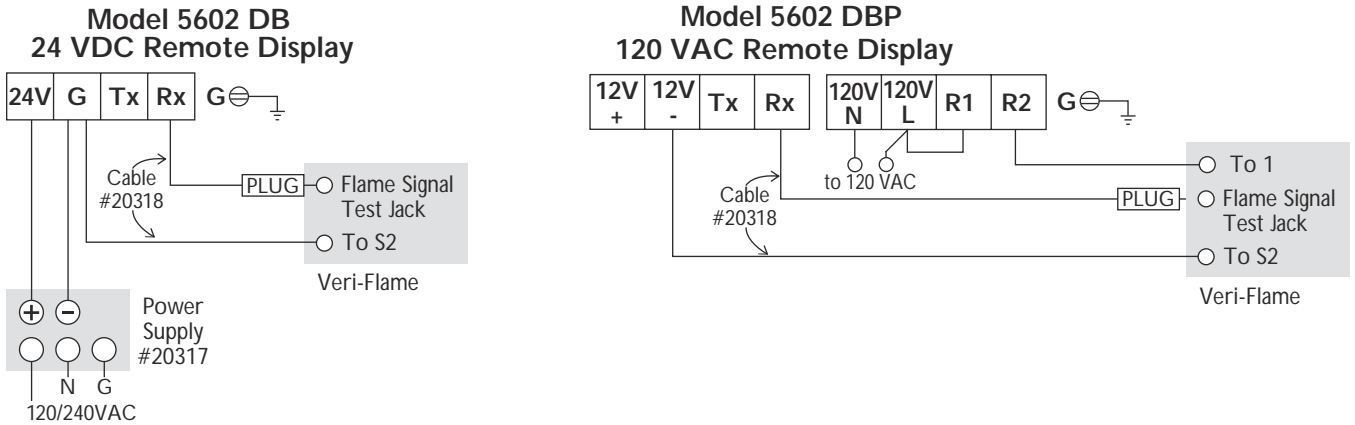 Model 5602 DB
24 VDC Remote Display
24V G Tx Rx G
Cable
#20318
PLUG
Flame Signal
Test Jack
To S2
Veri-Flame
+ -
Power
Supply
#20317
N G
120/240VAC
Model 5602 DBP
120 VAC Remote Display
12V
+
12V
-
Tx
Rx
120V
N
120V
L
R1
R2
G
to 120 VAC
Cable
#20318
To 1
PLUG
Flame Signal
Test Jack
To S2
Veri-Flame